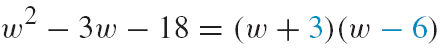 w² − 3w − 18 = (w + 3)(w − 6)